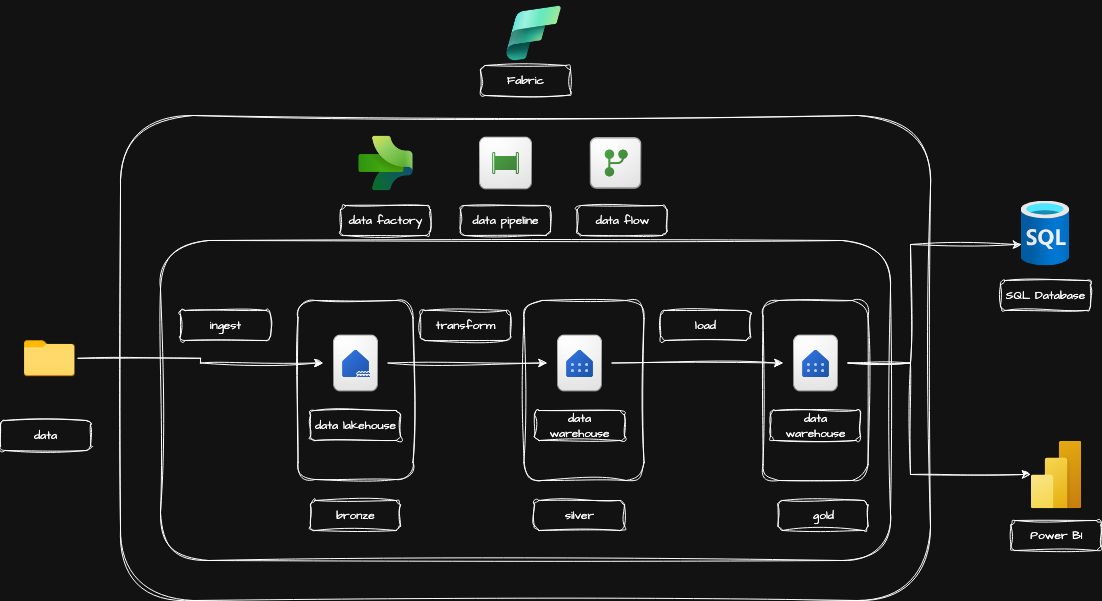 Fabric
data factory
data pipeline
data flow
SQL
SQL Database
ingest
transform
load
data
data lakehouse
data
warehouse
data
warehouse
bronze
silver
gold
Power BI